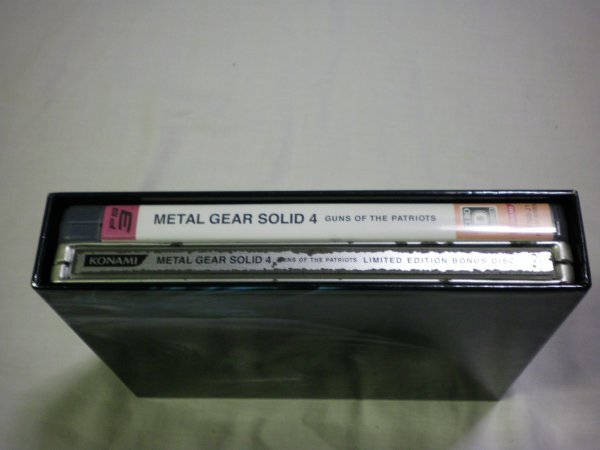 METAL GEAR SOLID 4 GUNS OF THE PATRIOTS
KONAMI METAL GEAR SOLID 4 GUNS OF THE PATRIOTS LIMITED EDITION BONUS DISC